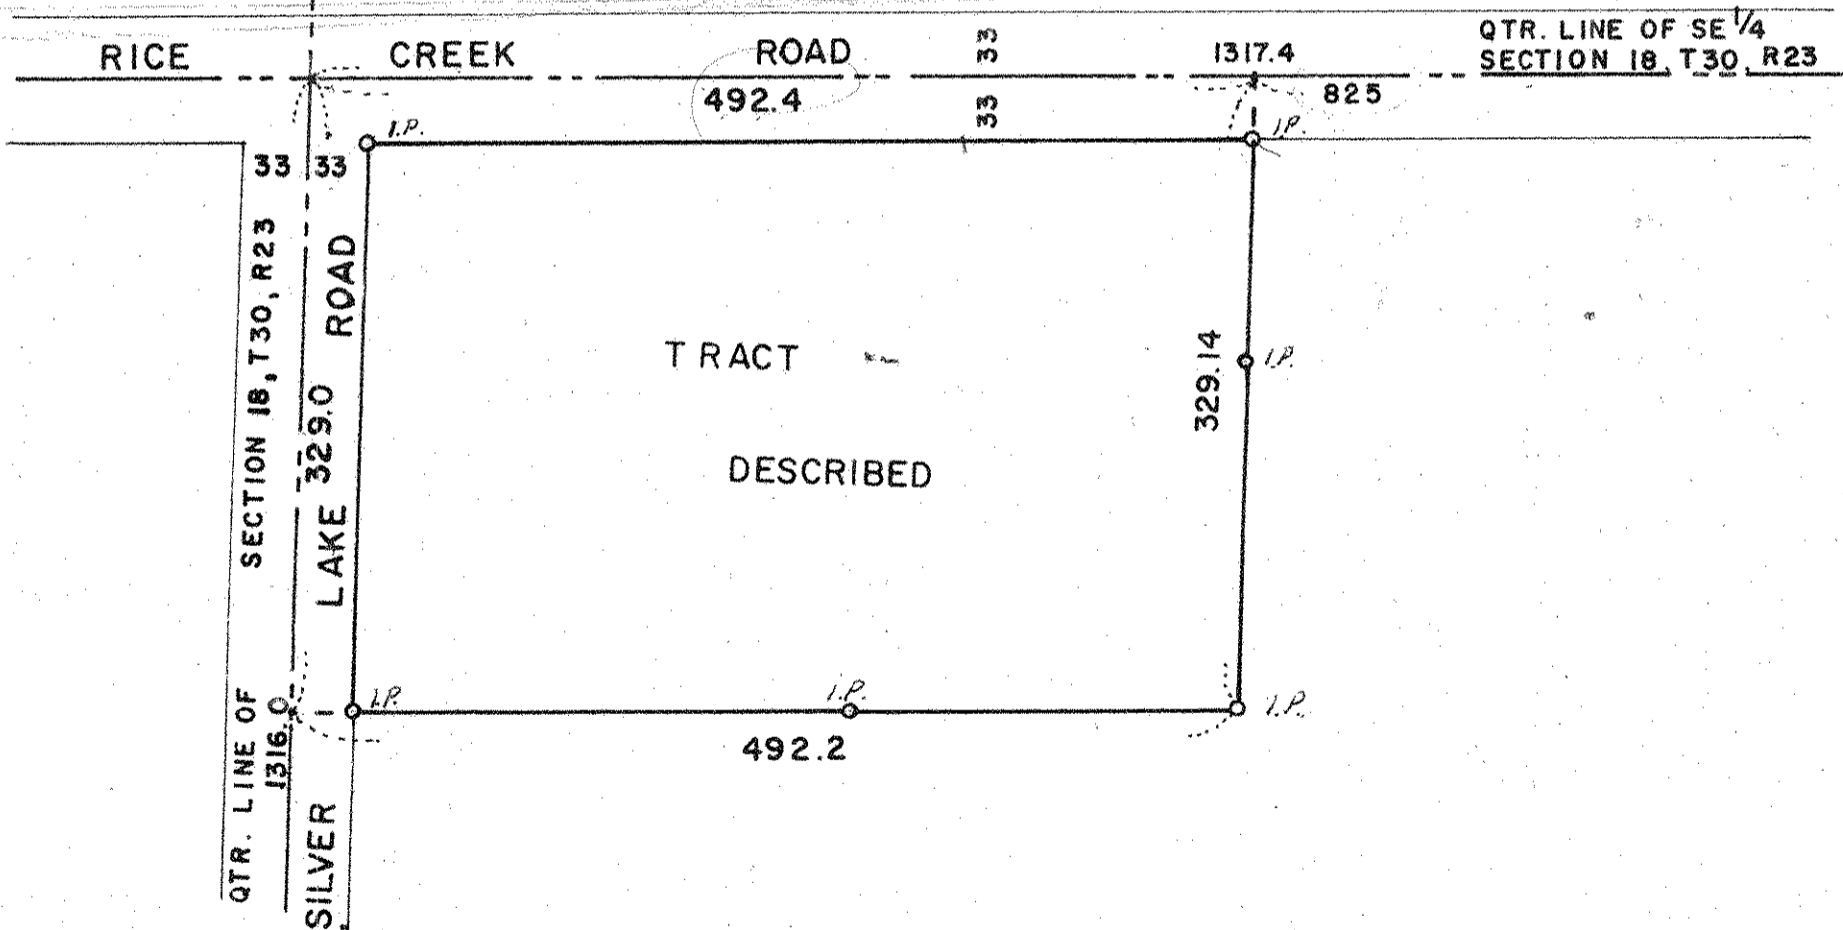 RICE CREEK ROAD
33
1317.4
QTR. LINE OF SE 1/4
SECTION 18, T30, R23
492.4
33
825
I.P.
I.P.
33 33
QTR. LINE OF SECTION 18, T30, R23
1316.0
SILVER LAKE ROAD
329.0
TRACT
DESCRIBED
329.14
I.P.
I.P.
I.P.
I.P.
492.2